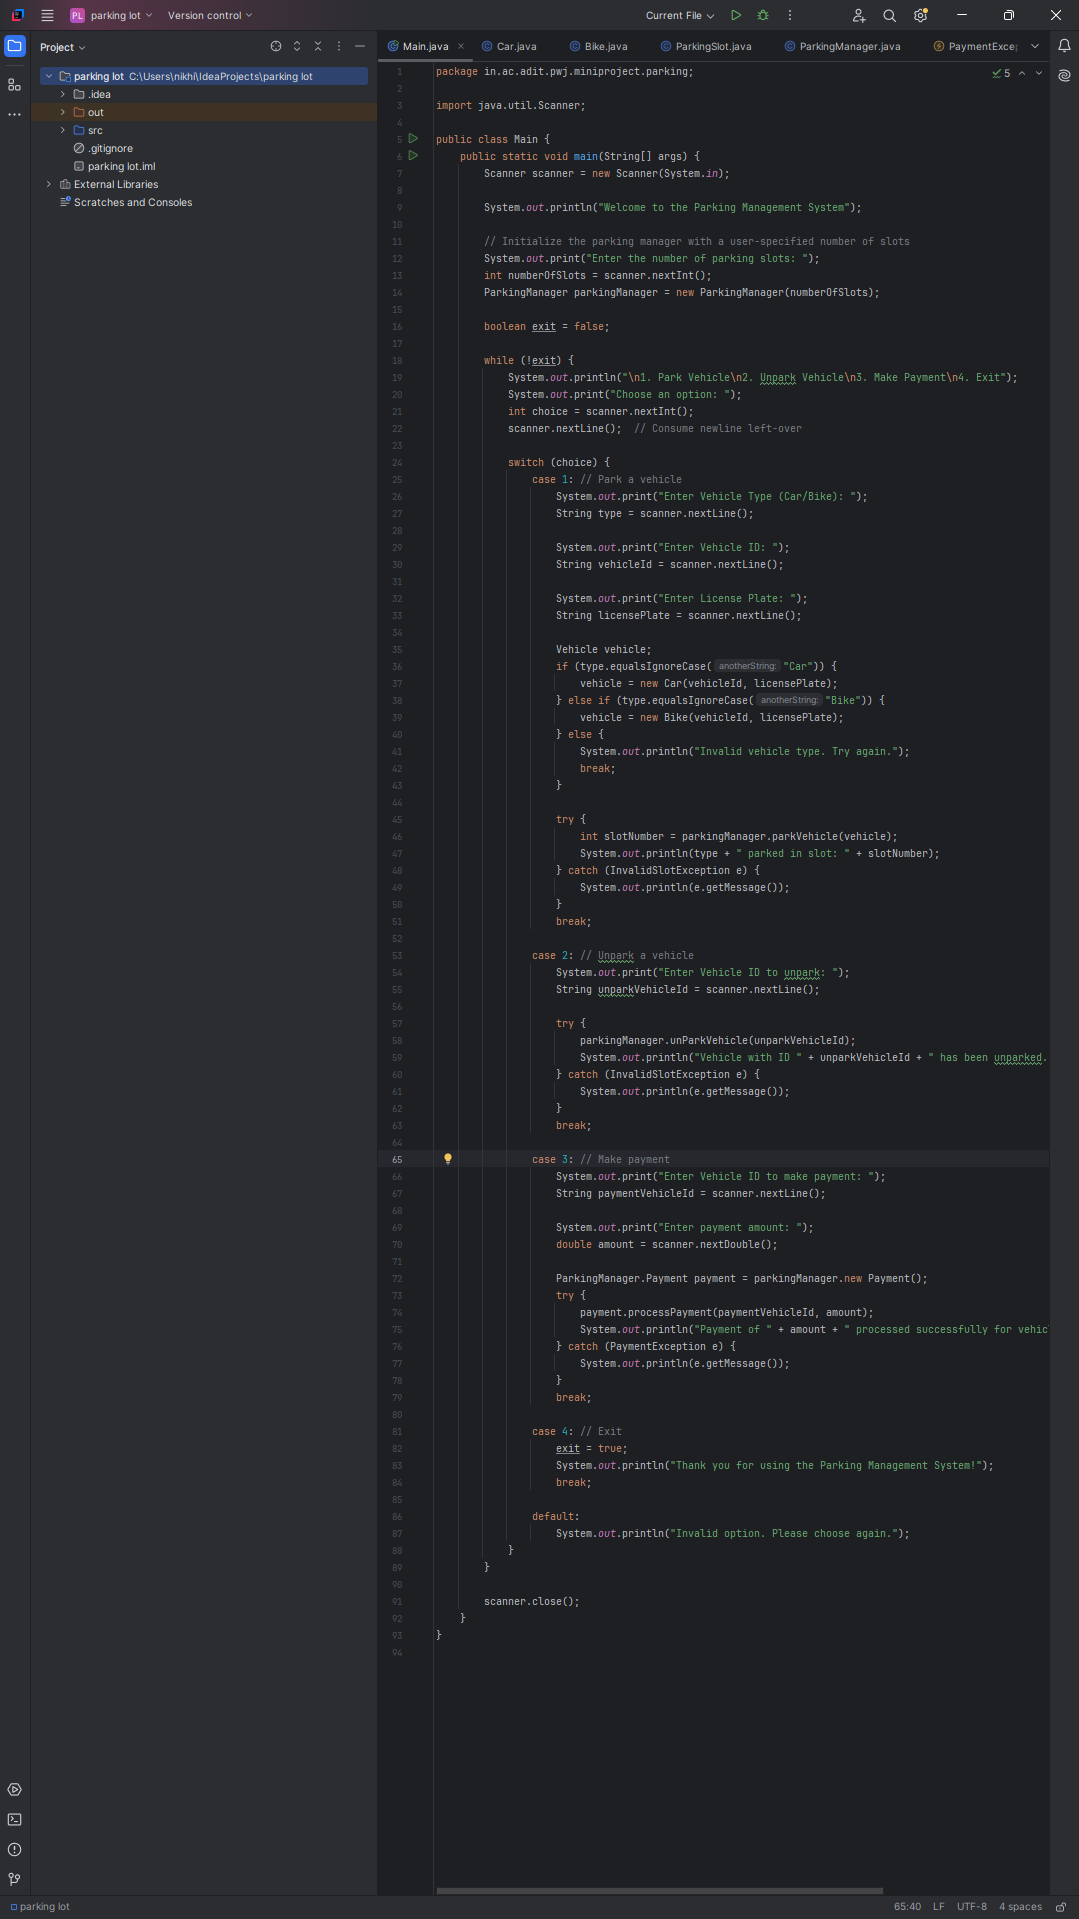 PL parking lot Version control Current File
Project
Main.java Car.java Bike.java ParkingSlot.java ParkingManager.java PaymentExce
parking lot C:\Users\nikhi\IdeaProjects\parking lot
.idea
out
src
.gitignore
parking lot.iml
External Libraries
Scratches and Consoles
5
1 package in.ac.adit.pwj.miniproject.parking;
2
3 import java.util.Scanner;
4
5 public class Main {
6 public static void main(String[] args) {
7 Scanner scanner = new Scanner(System.in);
8
9 System.out.println("Welcome to the Parking Management System");
10
11 // Initialize the parking manager with a user-specified number of slots
12 System.out.print("Enter the number of parking slots: ");
13 int numberOfSlots = scanner.nextInt();
14 ParkingManager parkingManager = new ParkingManager(numberOfSlots);
15
16 boolean exit = false;
17
18 while (!exit) {
19 System.out.println("\n1. Park Vehicle\n2. Unpark Vehicle\n3. Make Payment\n4. Exit");
20 System.out.print("Choose an option: ");
21 int choice = scanner.nextInt();
22 scanner.nextLine(); // Consume newline left-over
23
24 switch (choice) {
25 case 1: // Park a vehicle
26 System.out.print("Enter Vehicle Type (Car/Bike): ");
27 String type = scanner.nextLine();
28
29 System.out.print("Enter Vehicle ID: ");
30 String vehicleId = scanner.nextLine();
31
32 System.out.print("Enter License Plate: ");
33 String licensePlate = scanner.nextLine();
34
35 Vehicle vehicle;
36 if (type.equalsIgnoreCase( anotherString: "Car")) {
37 vehicle = new Car(vehicleId, licensePlate);
38 } else if (type.equalsIgnoreCase( anotherString: "Bike")) {
39 vehicle = new Bike(vehicleId, licensePlate);
40 } else {
41 System.out.println("Invalid vehicle type. Try again.");
42 break;
43 }
44
45 try {
46 int slotNumber = parkingManager.parkVehicle(vehicle);
47 System.out.println(type + " parked in slot: " + slotNumber);
48 } catch (InvalidSlotException e) {
49 System.out.println(e.getMessage());
50 }
51 break;
52
53 case 2: // Unpark a vehicle
54 System.out.print("Enter Vehicle ID to unpark: ");
55 String unparkVehicleId = scanner.nextLine();
56
57 try {
58 parkingManager.unParkVehicle(unparkVehicleId);
59 System.out.println("Vehicle with ID " + unparkVehicleId + " has been unparked.
60 } catch (InvalidSlotException e) {
61 System.out.println(e.getMessage());
62 }
63 break;
64
65 case 3: // Make payment
66 System.out.print("Enter Vehicle ID to make payment: ");
67 String paymentVehicleId = scanner.nextLine();
68
69 System.out.print("Enter payment amount: ");
70 double amount = scanner.nextDouble();
71
72 ParkingManager.Payment payment = parkingManager.new Payment();
73 try {
74 payment.processPayment(paymentVehicleId, amount);
75 System.out.println("Payment of " + amount + " processed successfully for vehic
76 } catch (PaymentException e) {
77 System.out.println(e.getMessage());
78 }
79 break;
80
81 case 4: // Exit
82 exit = true;
83 System.out.println("Thank you for using the Parking Management System!");
84 break;
85
86 default:
87 System.out.println("Invalid option. Please choose again.");
88 }
89 }
90
91 scanner.close();
92 }
93 }
94
parking lot 65:40 LF UTF-8 4 spaces